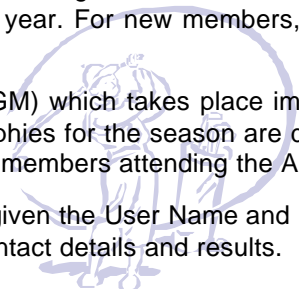 year. For new members,
GM) which takes place im
phies for the season are
members attending the A
given the User Name and
ntact details and results.